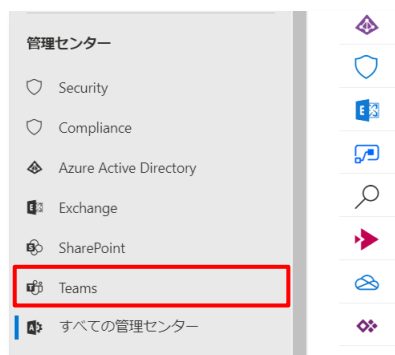 管理センター
Security
Compliance
Azure Active Directory
Exchange
SharePoint
Teams
すべての管理センター